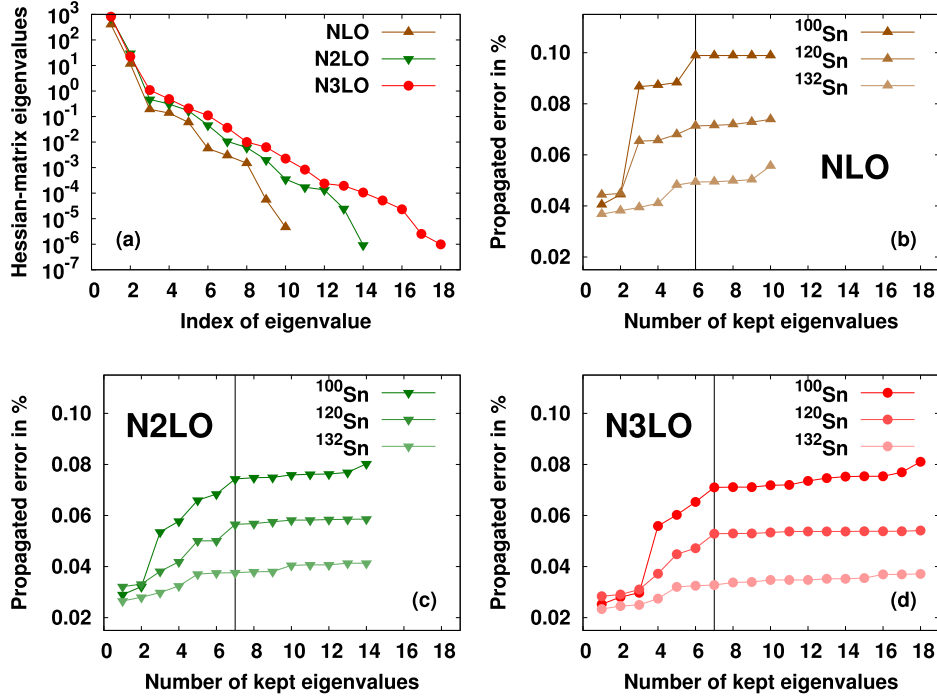 Hessian-matrix eigenvalues
10^3
10^2
10^1
10^0
10^-1
10^-2
10^-3
10^-4
10^-5
10^-6
10^-7
NLO
N2LO
N3LO
(a)
0 2 4 6 8 10 12 14 16 18
Index of eigenvalue
Propagated error in %
0.10
0.08
0.06
0.04
0.02
^100Sn
^120Sn
^132Sn
NLO
(b)
0 2 4 6 8 10 12 14 16 18
Number of kept eigenvalues
Propagated error in %
0.10
0.08
0.06
0.04
0.02
N2LO
^100Sn
^120Sn
^132Sn
(c)
0 2 4 6 8 10 12 14 16 18
Number of kept eigenvalues
Propagated error in %
0.10
0.08
0.06
0.04
0.02
N3LO
^100Sn
^120Sn
^132Sn
(d)
0 2 4 6 8 10 12 14 16 18
Number of kept eigenvalues